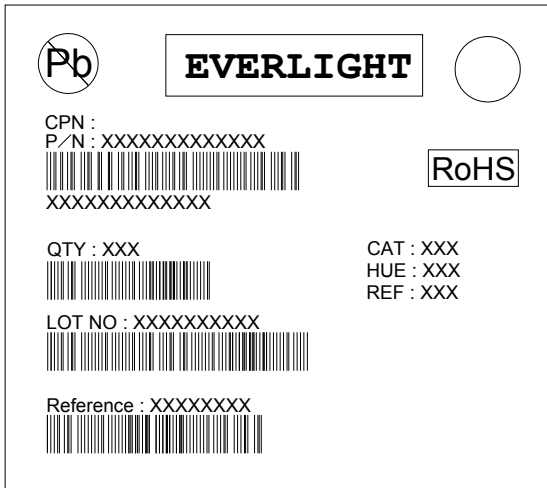 Pb
EVERLIGHT
CPN :
P/N : XXXXXXXXXXXXX
RoHS
XXXXXXXXXXXXX
QTY : XXX
CAT : XXX
HUE : XXX
REF : XXX
LOT NO : XXXXXXXXXX
Reference : XXXXXXXX